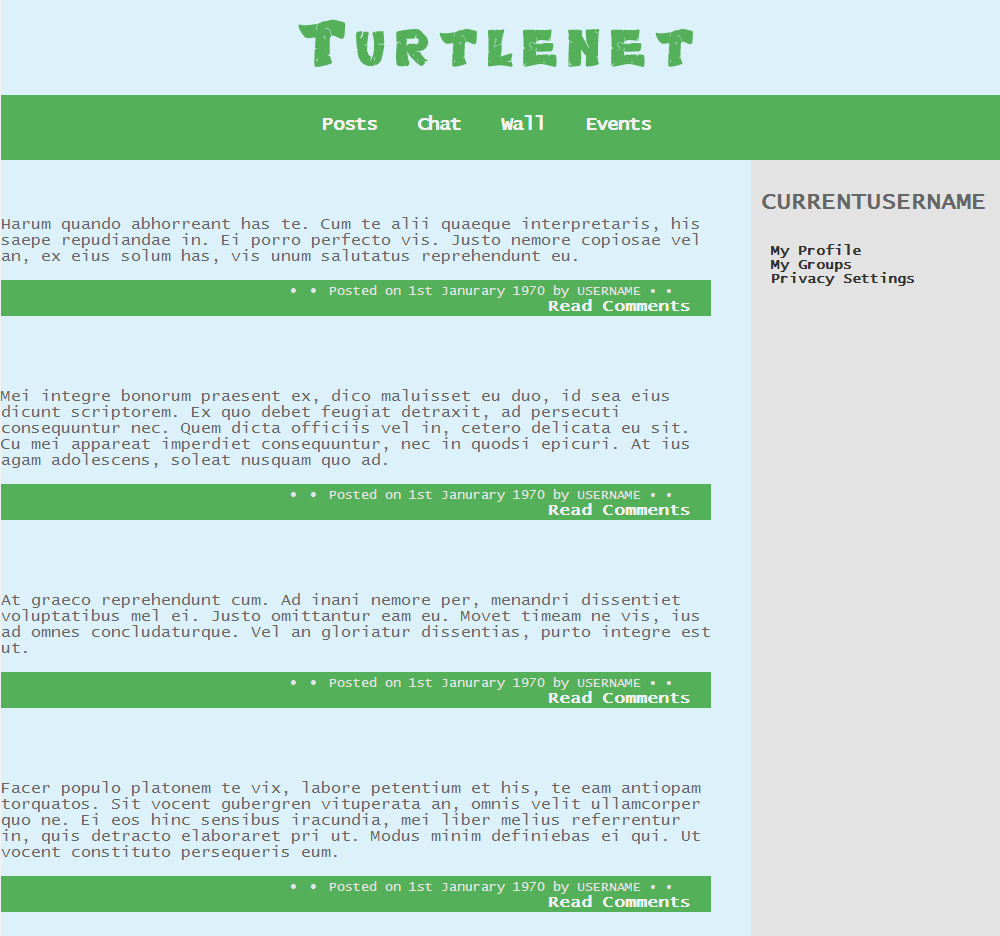 Turtlenet
Posts Chat Wall Events
CURRENTUSERNAME
My Profile
My Groups
Privacy Settings
Harum quando abhorreant has te. Cum te alii quaeque interpretaris, his
saepe repudiandae in. Ei porro perfecto vis. Justo nemore copiosae vel
an, ex eius solum has, vis unum salutatus reprehendunt eu.
• • Posted on 1st Janurary 1970 by USERNAME • •
Read Comments
Mei integre bonorum praesent ex, dico maluisset eu duo, id sea eius
dicunt scriptorem. Ex quo debet feugiat detraxit, ad persecuti
consequuntur nec. Quem dicta officiis vel in, cetero delicata eu sit.
Cu mei appareat imperdiet consequuntur, nec in quodsi epicuri. At ius
agam adolescens, soleat nusquam quo ad.
• • Posted on 1st Janurary 1970 by USERNAME • •
Read Comments
At graeco reprehendunt cum. Ad inani nemore per, menandri dissentiet
voluptatibus mel ei. Justo omittantur eam eu. Movet timeam ne vis, ius
ad omnes concludaturque. Vel an gloriatur dissentias, purto integre est
ut.
• • Posted on 1st Janurary 1970 by USERNAME • •
Read Comments
Facer populo platonem te vix, labore petentium et his, te eam antiopam
torquatos. Sit vocent gubergren vituperata an, omnis velit ullamcorper
quo ne. Ei eos hinc sensibus iracundia, mei liber melius referrentur
in, quis detracto elaboraret pri ut. Modus minim definiebas ei qui. Ut
vocent constituto persequeris eum.
• • Posted on 1st Janurary 1970 by USERNAME • •
Read Comments